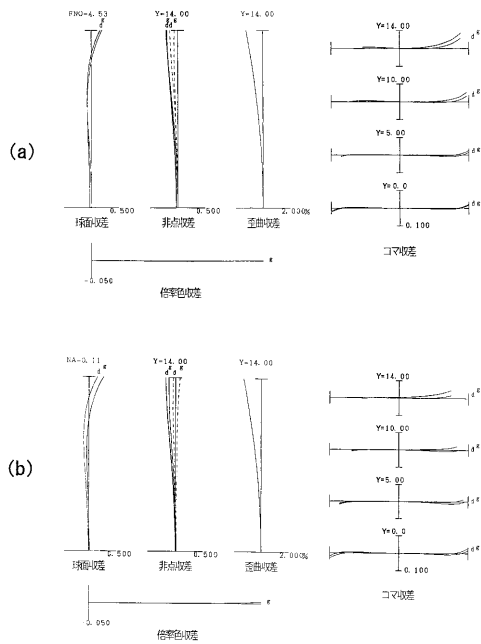 (a)
FNO=4.53
g
d
0.500
球面収差
Y=14.00
g g
d d
0.500
非点収差
Y=14.00
2.000%
歪曲収差
-0.050
g
倍率色収差
Y=14.00
g
d
Y=10.00
g
d
Y=5.00
g
d
Y=0.0
g
d
0.100
コマ収差
(b)
NA=0.11
g
d
0.500
球面収差
Y=14.00
g g
d d
0.500
非点収差
Y=14.00
2.000%
歪曲収差
-0.050
g
倍率色収差
Y=14.00
g
d
Y=10.00
g
d
Y=5.00
g
d
Y=0.0
g
d
0.100
コマ収差